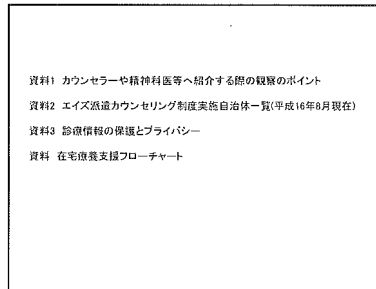 資料1 カウンセラーや精神科医等へ紹介する際の観察のポイント
資料2 エイズ派遣カウンセリング制度実施自治体一覧(平成16年8月現在)
資料3 診療情報の保護とプライバシー
資料 在宅療養支援フローチャート